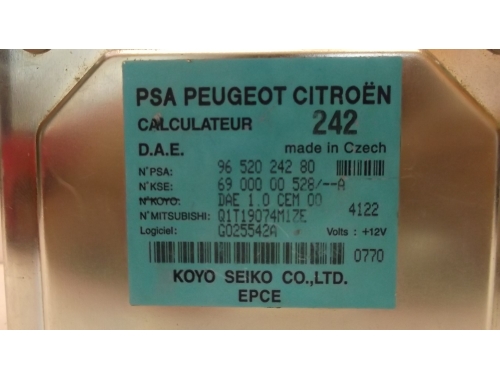 PSA PEUGEOT CITROËN
CALCULATEUR 242
D.A.E. made in Czech
N°PSA: 96 520 242 80
N°KSE: 69 000 00 528/--A
N°KOYO: DAE 1.0 CEM 00
N°MITSUBISHI: Q1T19074M17E 4122
Logiciel: G025542A Volts : +12V
0770
KOYO SEIKO CO.,LTD.
EPCE